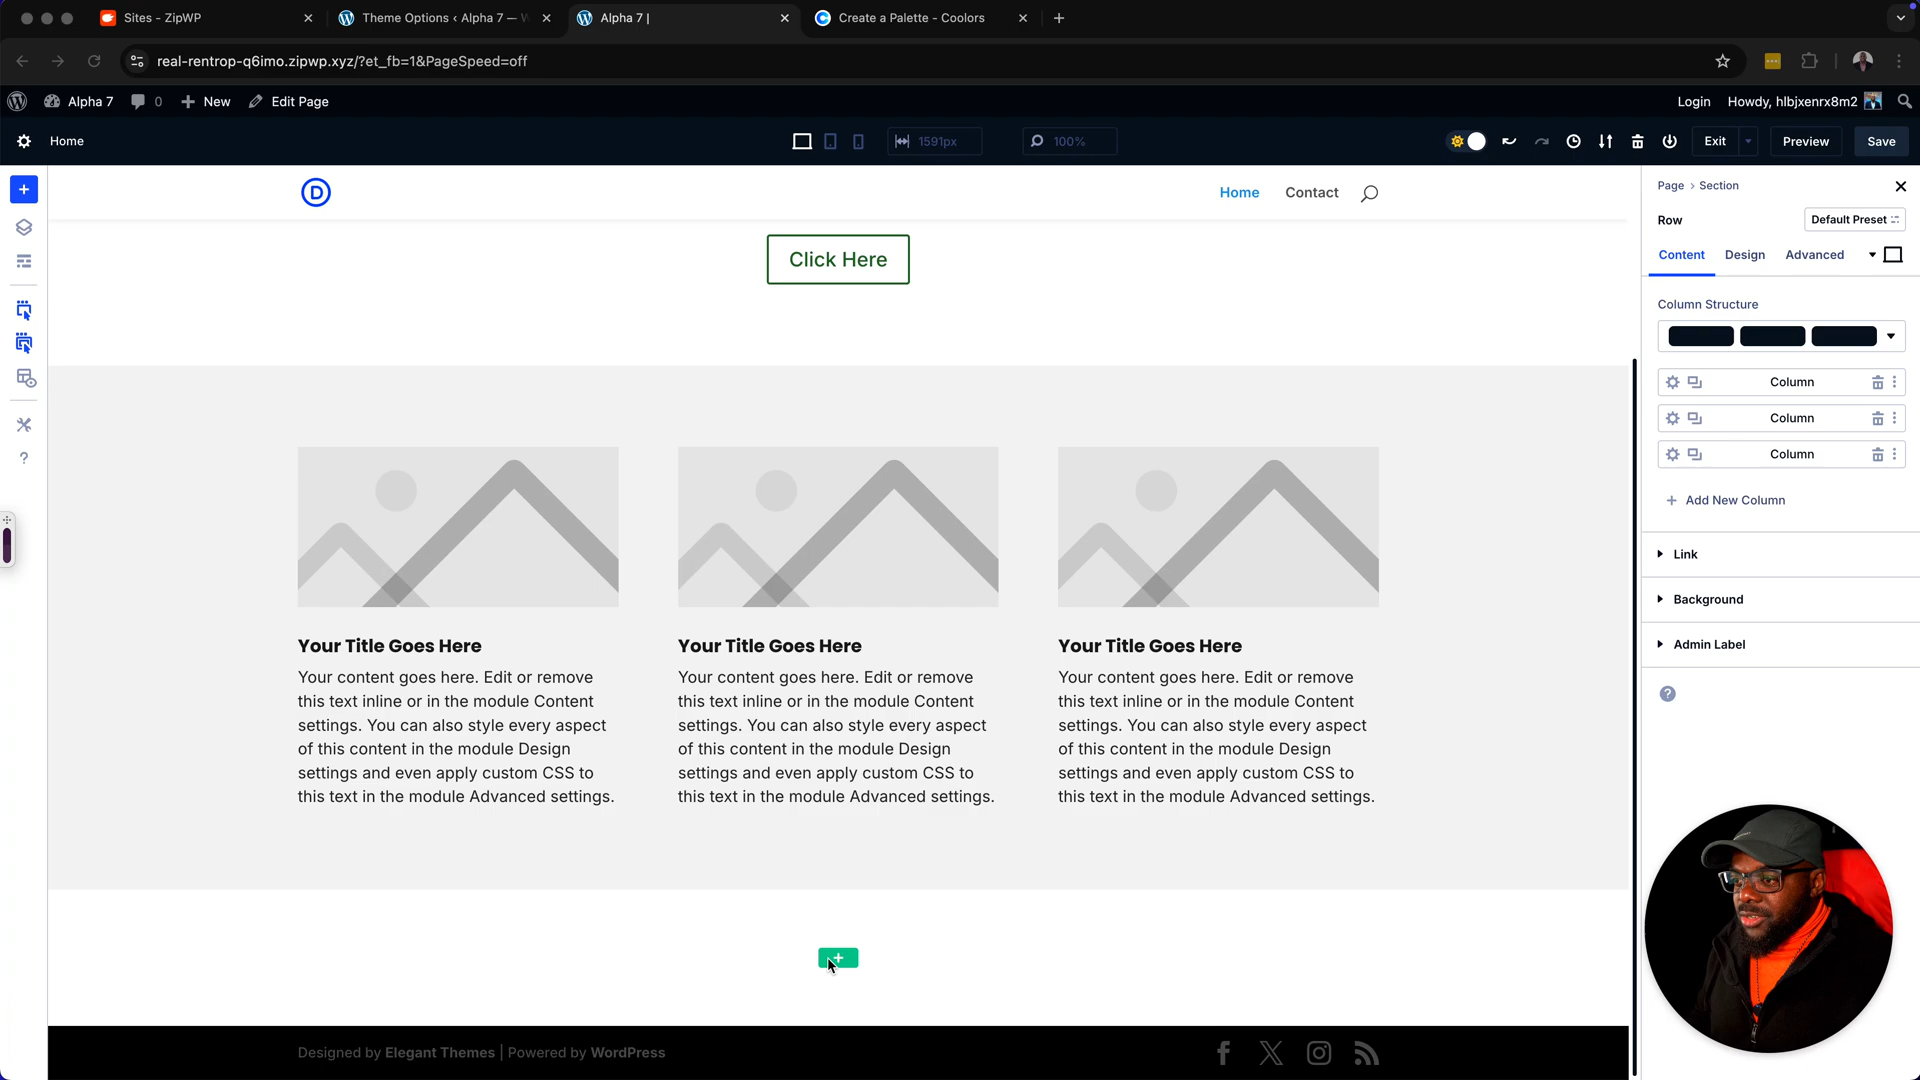 Sites - ZipWP
Theme Options ‹ Alpha 7 — W
Alpha 7 |
Create a Palette - Coolors
real-rentrop-q6imo.zipwp.xyz/?et_fb=1&PageSpeed=off
Alpha 7
0
New
Edit Page
Login
Howdy, hlbjxenrx8m2
Home
1591px
100%
Exit
Preview
Save
D
Home
Contact
Click Here
Your Title Goes Here
Your content goes here. Edit or remove
this text inline or in the module Content
settings. You can also style every aspect
of this content in the module Design
settings and even apply custom CSS to
this text in the module Advanced settings.
Your Title Goes Here
Your content goes here. Edit or remove
this text inline or in the module Content
settings. You can also style every aspect
of this content in the module Design
settings and even apply custom CSS to
this text in the module Advanced settings.
Your Title Goes Here
Your content goes here. Edit or remove
this text inline or in the module Content
settings. You can also style every aspect
of this content in the module Design
settings and even apply custom CSS to
this text in the module Advanced settings.
Designed by Elegant Themes | Powered by WordPress
Page › Section
Row
Default Preset
Content
Design
Advanced
Column Structure
Column
Column
Column
Add New Column
Link
Background
Admin Label